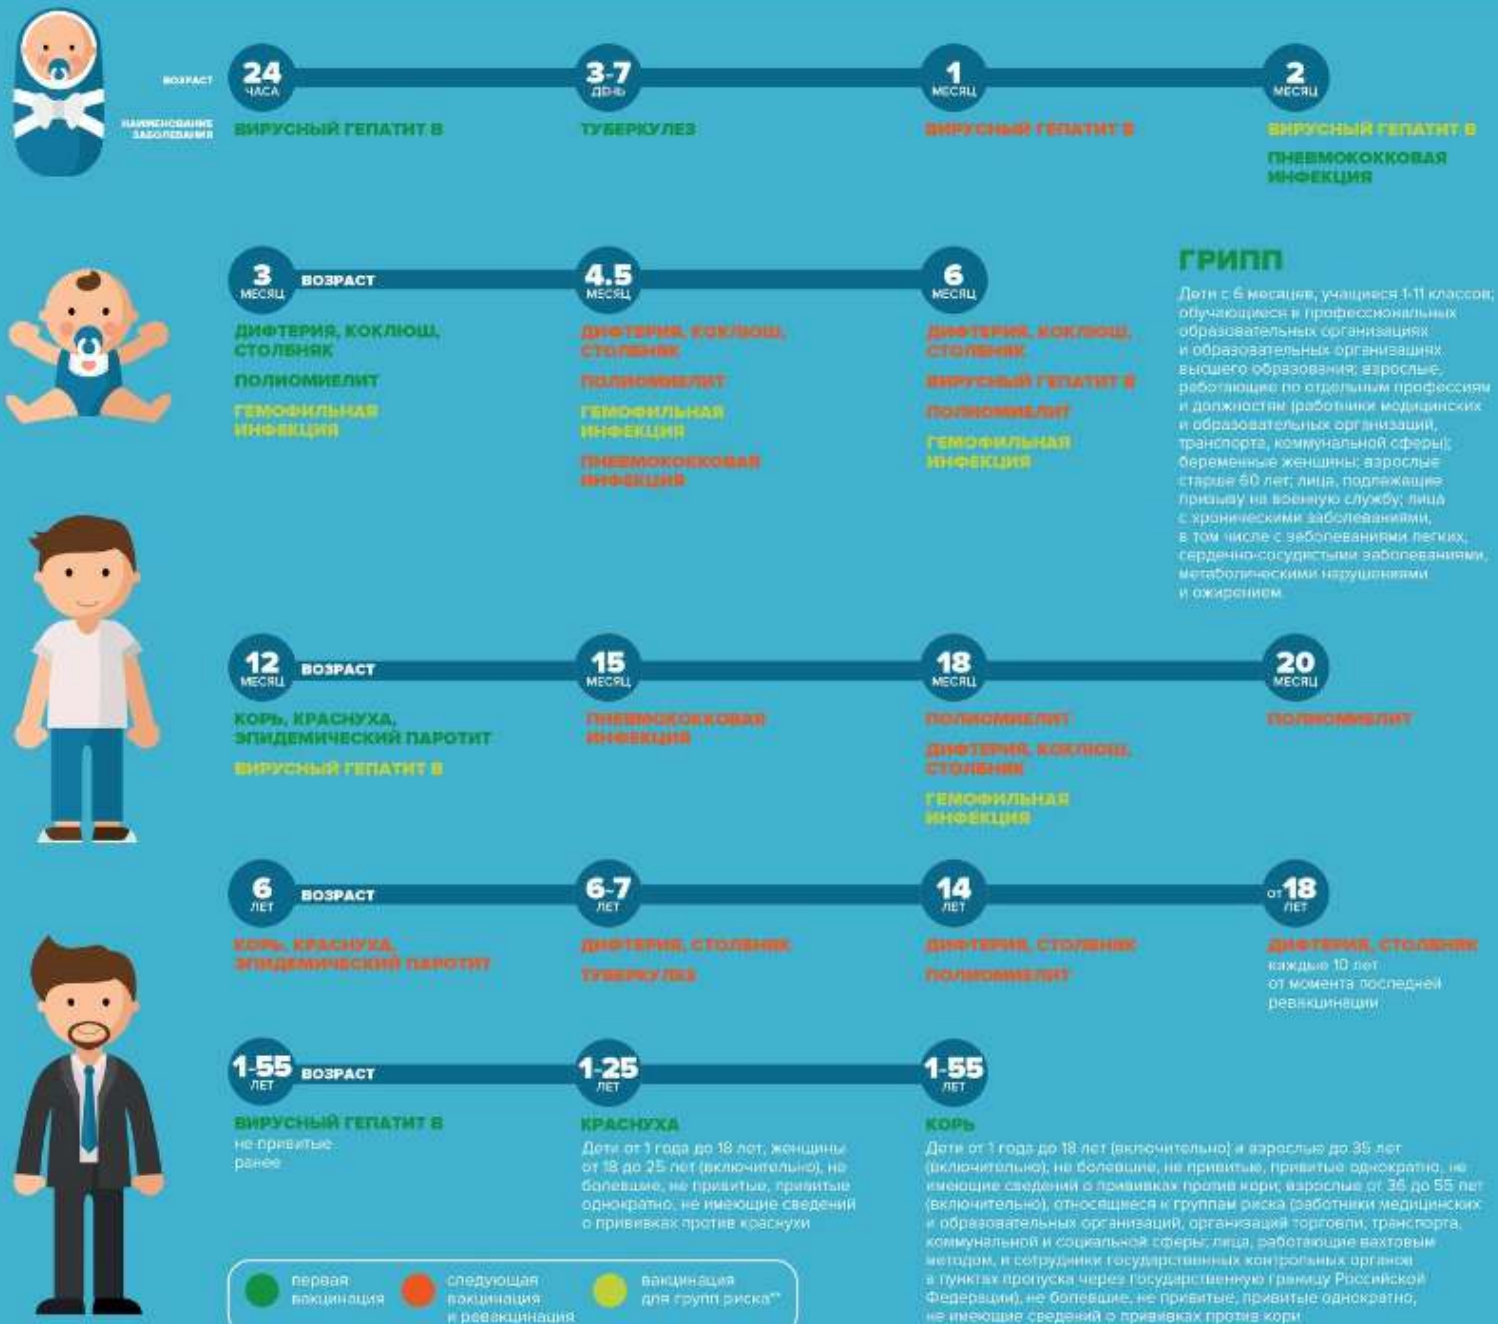 ВОЗРАСТ
НАИМЕНОВАНИЕ
ЗАБОЛЕВАНИЯ
24
ЧАСА
ВИРУСНЫЙ ГЕПАТИТ В
3-7
ДЕНЬ
ТУБЕРКУЛЕЗ
1
МЕСЯЦ
ВИРУСНЫЙ ГЕПАТИТ В
2
МЕСЯЦ
ВИРУСНЫЙ ГЕПАТИТ В
ПНЕВМОКОККОВАЯ
ИНФЕКЦИЯ
3
МЕСЯЦ
ВОЗРАСТ
ДИФТЕРИЯ, КОКЛЮШ,
СТОЛБНЯК
ПОЛИОМИЕЛИТ
ГЕМОФИЛЬНАЯ
ИНФЕКЦИЯ
4.5
МЕСЯЦ
ДИФТЕРИЯ, КОКЛЮШ,
СТОЛБНЯК
ПОЛИОМИЕЛИТ
ГЕМОФИЛЬНАЯ
ИНФЕКЦИЯ
ПНЕВМОКОККОВАЯ
ИНФЕКЦИЯ
6
МЕСЯЦ
ДИФТЕРИЯ, КОКЛЮШ,
СТОЛБНЯК
ВИРУСНЫЙ ГЕПАТИТ В
ПОЛИОМИЕЛИТ
ГЕМОФИЛЬНАЯ
ИНФЕКЦИЯ
ГРИПП
Дети с 6 месяцев, учащиеся 1-11 классов;
обучающиеся в профессиональных
образовательных организациях
и образовательных организациях
высшего образования; взрослые,
работающие по отдельным профессиям
и должностям (работники медицинских
и образовательных организаций,
транспорта, коммунальной сферы);
беременные женщины; взрослые
старше 60 лет; лица, подлежащие
призыву на военную службу; лица
с хроническими заболеваниями,
в том числе с заболеваниями легких,
сердечно-сосудистыми заболеваниями,
метаболическими нарушениями
и ожирением
12
МЕСЯЦ
ВОЗРАСТ
КОРЬ, КРАСНУХА,
ЭПИДЕМИЧЕСКИЙ ПАРОТИТ
ВИРУСНЫЙ ГЕПАТИТ В
15
МЕСЯЦ
ПНЕВМОКОККОВАЯ
ИНФЕКЦИЯ
18
МЕСЯЦ
ПОЛИОМИЕЛИТ
ДИФТЕРИЯ, КОКЛЮШ,
СТОЛБНЯК
ГЕМОФИЛЬНАЯ
ИНФЕКЦИЯ
20
МЕСЯЦ
ПОЛИОМИЕЛИТ
6
ЛЕТ
ВОЗРАСТ
КОРЬ, КРАСНУХА,
ЭПИДЕМИЧЕСКИЙ ПАРОТИТ
6-7
ЛЕТ
ДИФТЕРИЯ, СТОЛБНЯК
ТУБЕРКУЛЕЗ
14
ЛЕТ
ДИФТЕРИЯ, СТОЛБНЯК
ПОЛИОМИЕЛИТ
от 18
ЛЕТ
ДИФТЕРИЯ, СТОЛБНЯК
каждые 10 лет
от момента последней
ревакцинации
1-55
ЛЕТ
ВОЗРАСТ
ВИРУСНЫЙ ГЕПАТИТ В
не привитые
ранее
1-25
ЛЕТ
КРАСНУХА
Дети от 1 года до 18 лет, женщины
от 18 до 25 лет (включительно), не
болевшие, не привитые, привитые
однократно, не имеющие сведений
о прививках против краснухи
1-55
ЛЕТ
КОРЬ
Дети от 1 года до 18 лет (включительно) и взрослые до 35 лет
(включительно), не болевшие, не привитые, привитые однократно, не
имеющие сведений о прививках против кори; взрослые от 36 до 55 лет
(включительно), относящиеся к группам риска (работники медицинских
и образовательных организаций, организаций торговли, транспорта,
коммунальной и социальной сферы; лица, работающие вахтовым
методом, и сотрудники государственных контрольных органов
в пунктах пропуска через государственную границу Российской
Федерации), не болевшие, не привитые, привитые однократно,
не имеющие сведений о прививках против кори
первая
вакцинация
следующая
вакцинация
и ревакцинация
вакцинация
для групп риска**